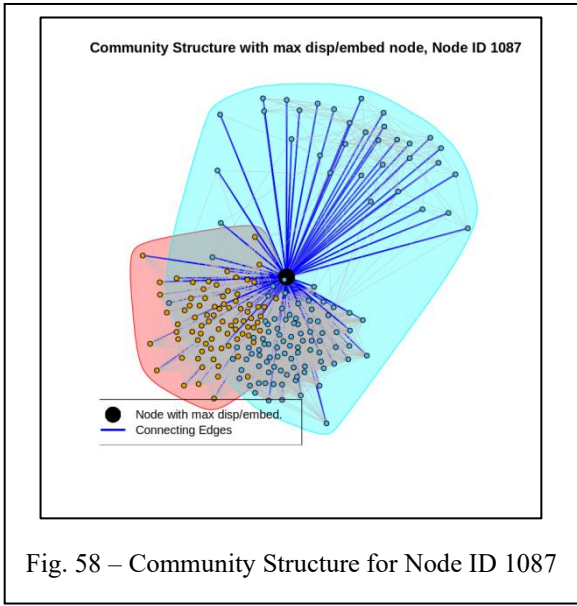 Community Structure with max disp/embed node, Node ID 1087
Node with max disp/embed.
Connecting Edges
Fig. 58 – Community Structure for Node ID 1087